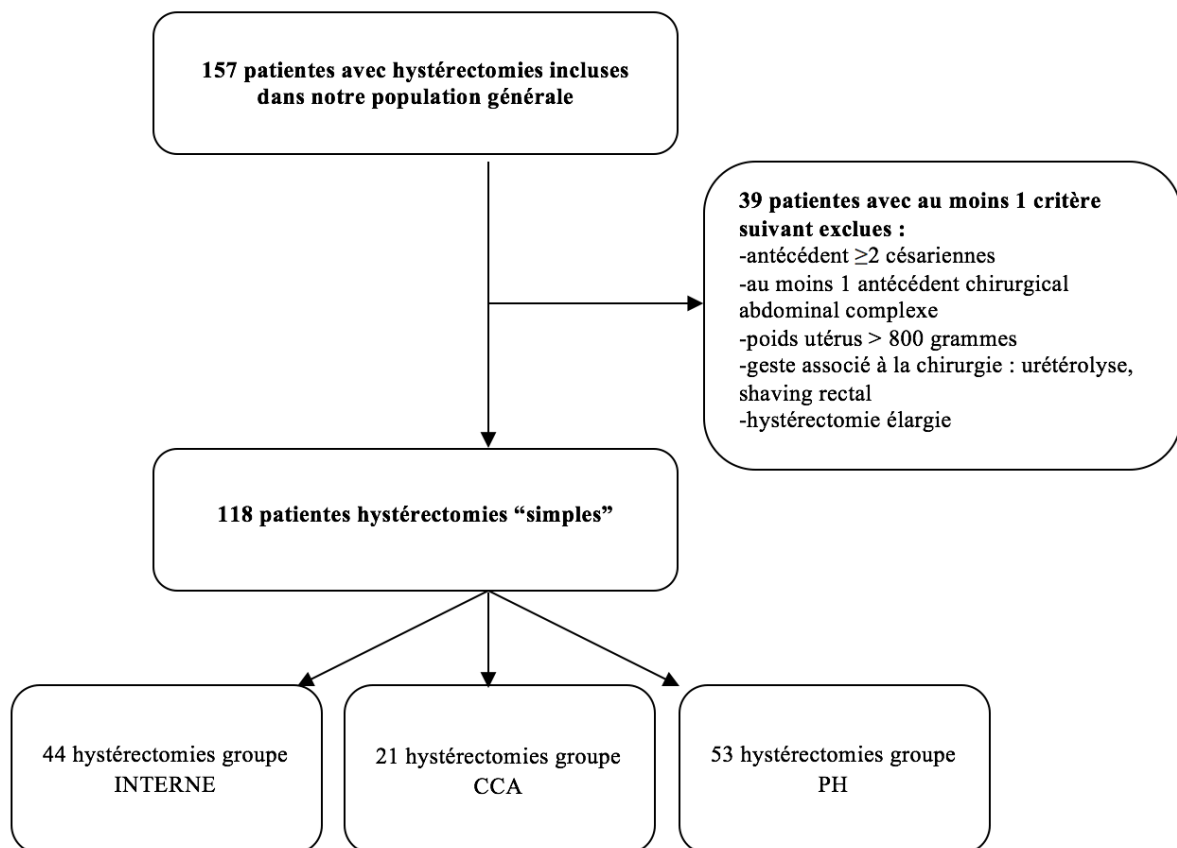 157 patientes avec hystérectomies incluses
dans notre population générale
39 patientes avec au moins 1 critère
suivant exclues :
-antécédent ≥2 césariennes
-au moins 1 antécédent chirurgical
abdominal complexe
-poids utérus > 800 grammes
-geste associé à la chirurgie : urétérolyse,
shaving rectal
-hystérectomie élargie
118 patientes hystérectomies “simples”
44 hystérectomies groupe
INTERNE
21 hystérectomies groupe
CCA
53 hystérectomies groupe
PH